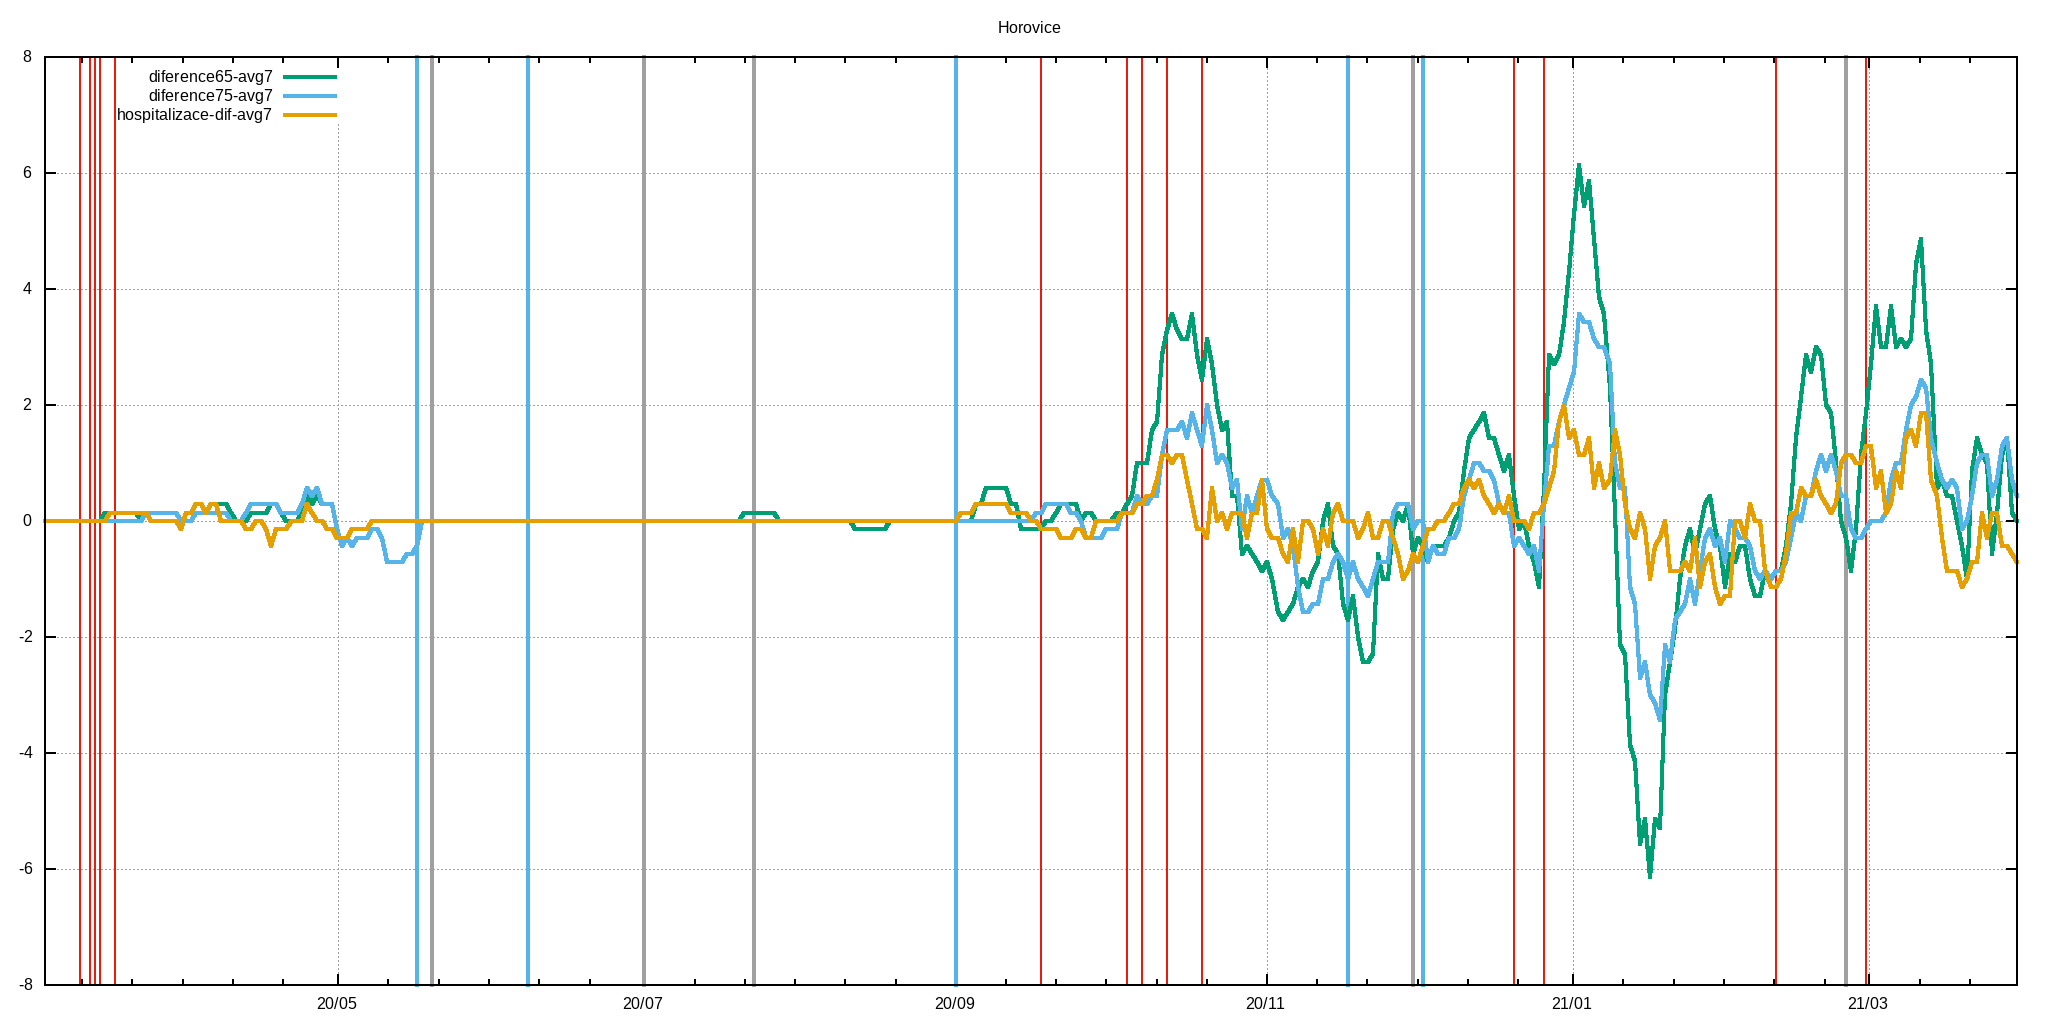 Horovice
8
diference65-avg7
diference75-avg7
hospitalizace-dif-avg7
6
4
2
0
-2
-4
-6
-8
20/05 20/07 20/09 20/11 21/01 21/03